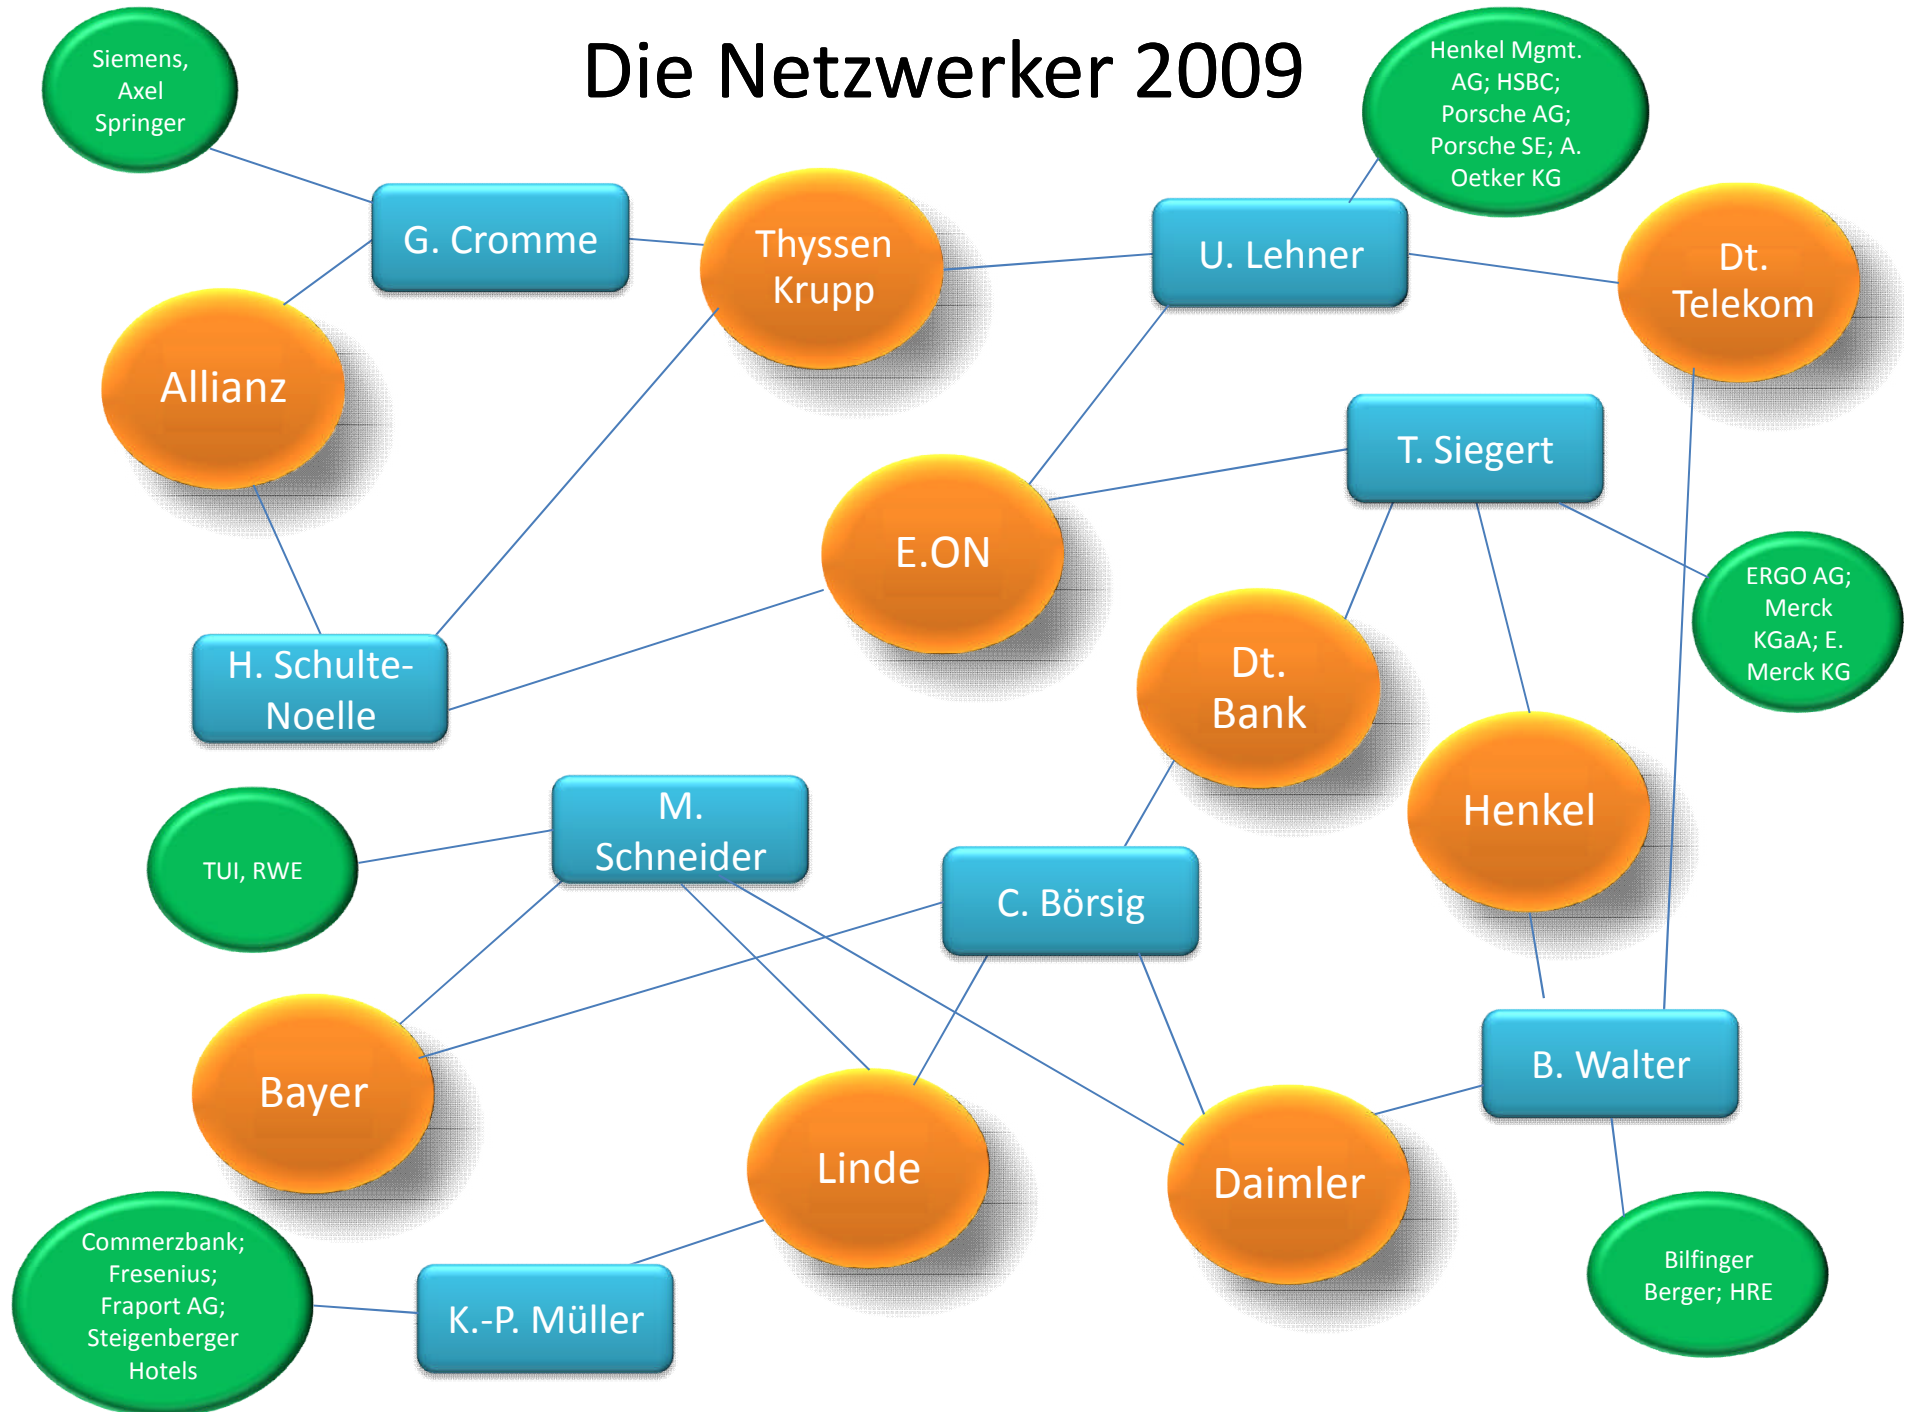 Die Netzwerker 2009
Siemens,
Axel
Springer
Henkel Mgmt.
AG; HSBC;
Porsche AG;
Porsche SE; A.
Oetker KG
G. Cromme
Thyssen
Krupp
U. Lehner
Dt.
Telekom
Allianz
T. Siegert
E.ON
ERGO AG;
Merck
KGaA; E.
Merck KG
H. Schulte-
Noelle
Dt.
Bank
Henkel
M.
Schneider
TUI, RWE
C. Börsig
Bayer
B. Walter
Linde
Daimler
Commerzbank;
Fresenius;
Fraport AG;
Steigenberger
Hotels
K.-P. Müller
Bilfinger
Berger; HRE